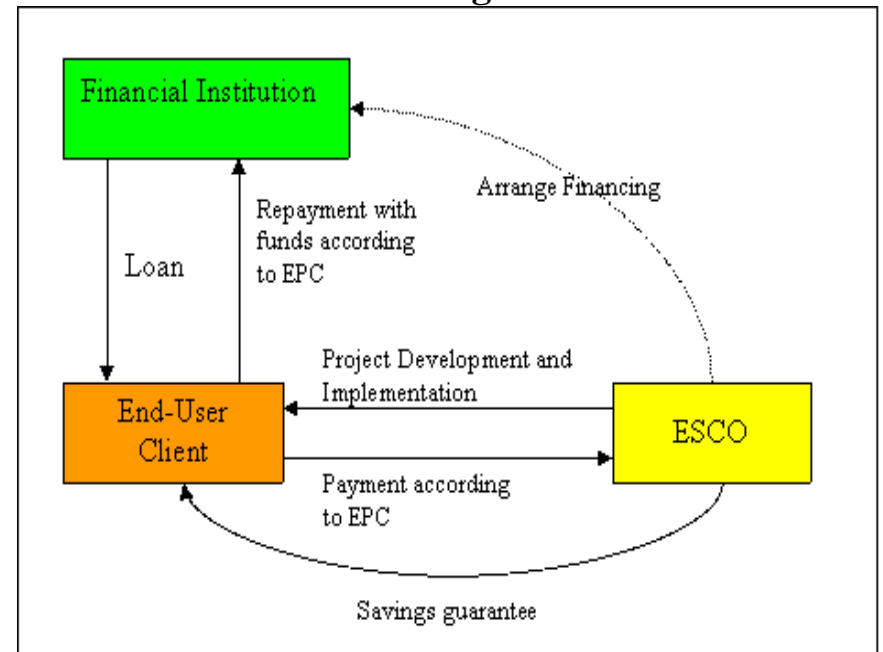 Financial Institution
Arrange Financing
Repayment with
funds according
to EPC
Loan
Project Development and
Implementation
End-User
Client
ESCO
Payment according
to EPC
Savings guarantee